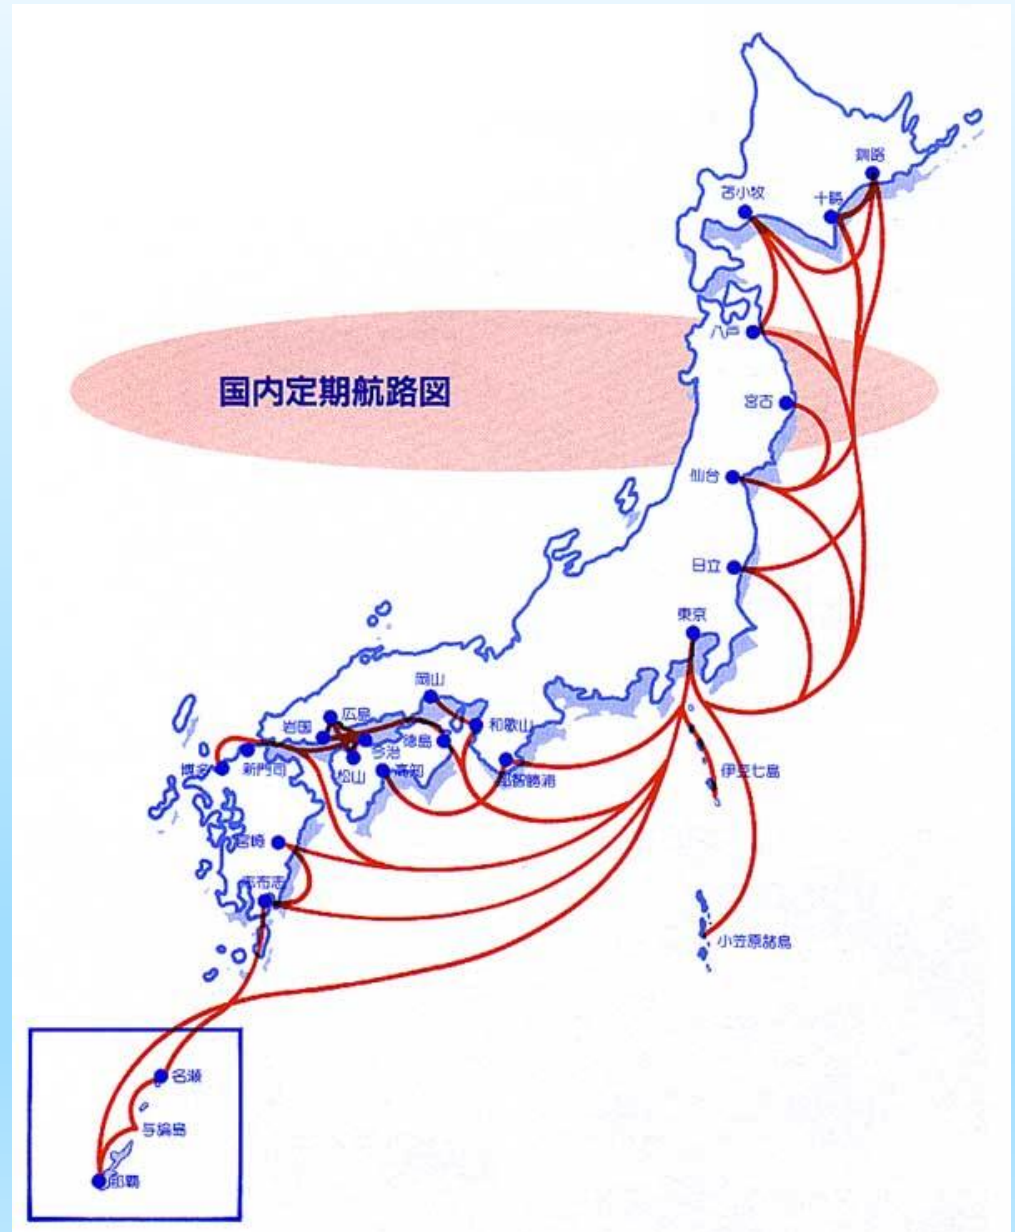 釧路
苫小牧
十勝
八戸
国内定期航路図
宮古
仙台
日立
東京
岡山
広島
岩国
和歌山
徳島
今治
博多
新門司
松山
高知
那智勝浦
伊豆七島
宮崎
志布志
小笠原諸島
名瀬
与論島
那覇